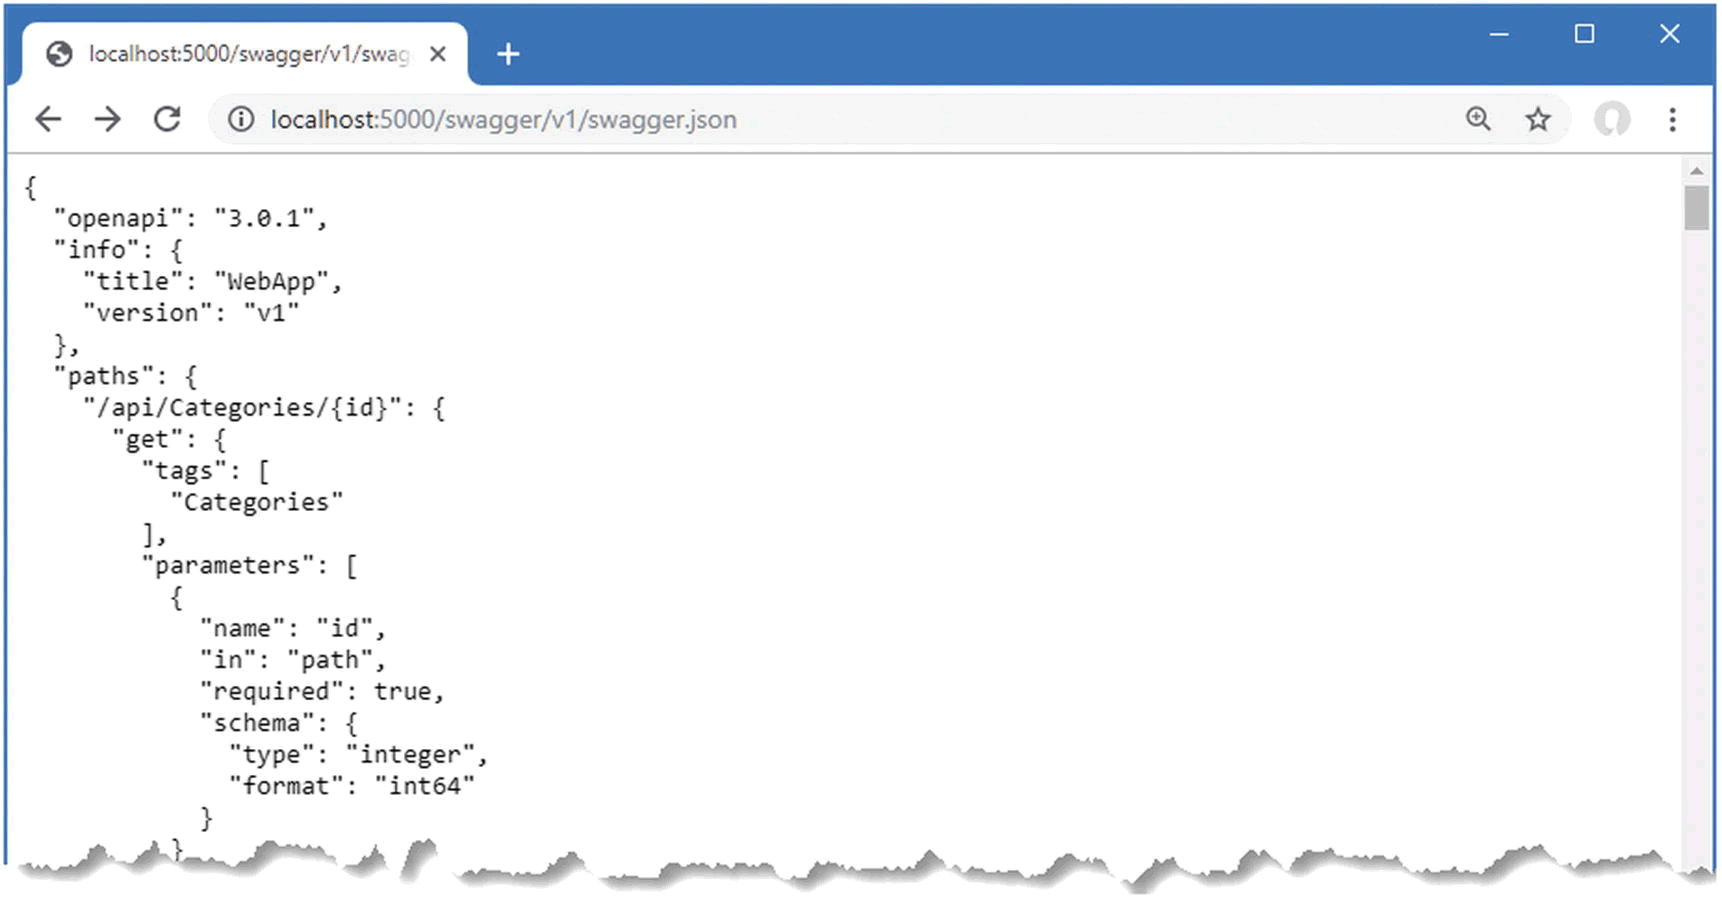 localhost:5000/swagger/v1/swag
localhost:5000/swagger/v1/swagger.json
{
  "openapi": "3.0.1",
  "info": {
    "title": "WebApp",
    "version": "v1"
  },
  "paths": {
    "/api/Categories/{id}": {
      "get": {
        "tags": [
          "Categories"
        ],
        "parameters": [
          {
            "name": "id",
            "in": "path",
            "required": true,
            "schema": {
              "type": "integer",
              "format": "int64"
            }
          }